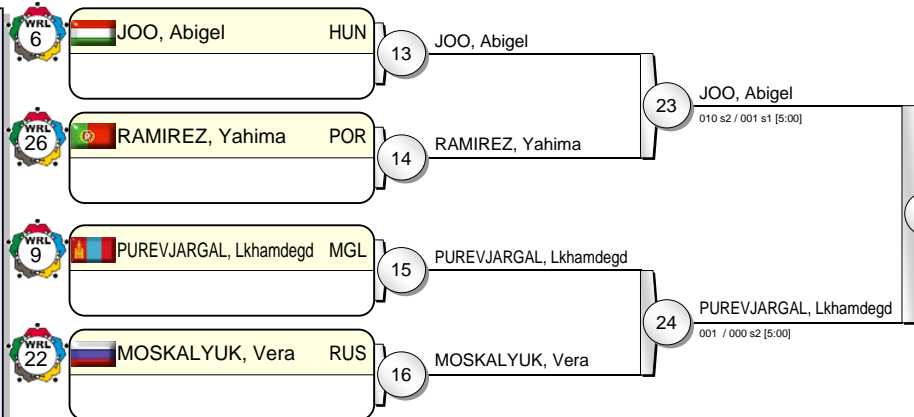 WRL
6
JOO, Abigel HUN
13
JOO, Abigel
23
JOO, Abigel
010 s2 / 001 s1 [5:00]
WRL
26
RAMIREZ, Yahima POR
14
RAMIREZ, Yahima
WRL
9
PUREVJARGAL, Lkhamdegd MGL
15
PUREVJARGAL, Lkhamdegd
24
PUREVJARGAL, Lkhamdegd
001 / 000 s2 [5:00]
WRL
22
MOSKALYUK, Vera RUS
16
MOSKALYUK, Vera